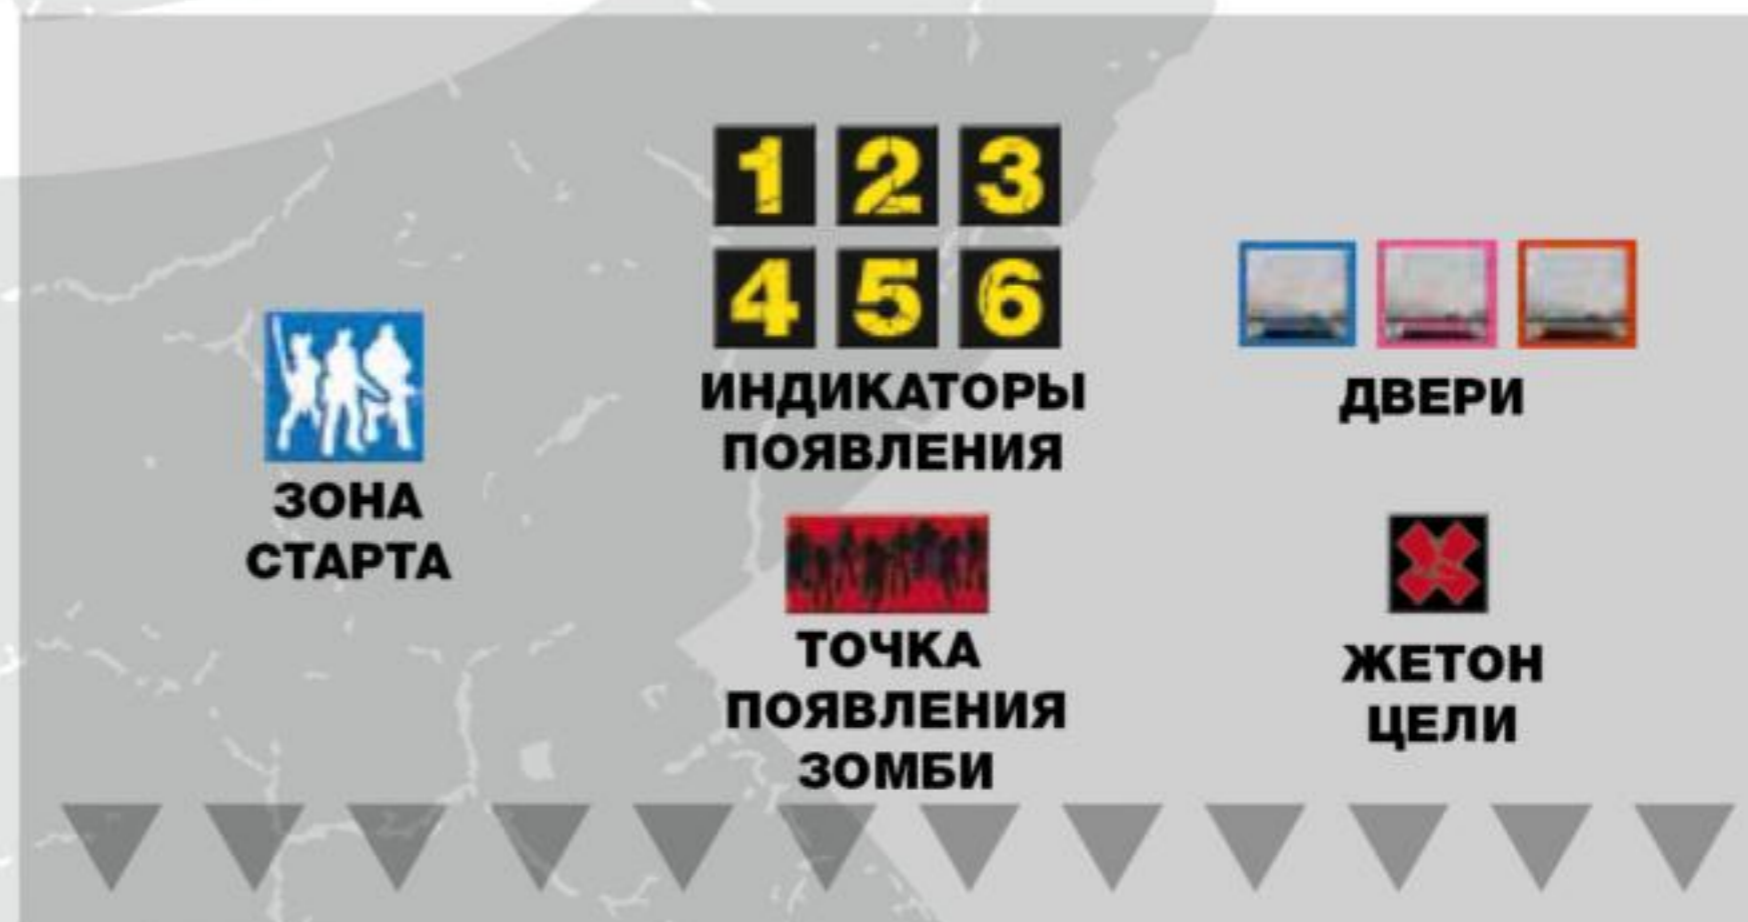 ЗОНА
СТАРТА
1 2 3
4 5 6
ИНДИКАТОРЫ
ПОЯВЛЕНИЯ
ТОЧКА
ПОЯВЛЕНИЯ
ЗОМБИ
ДВЕРИ
ЖЕТОН
ЦЕЛИ